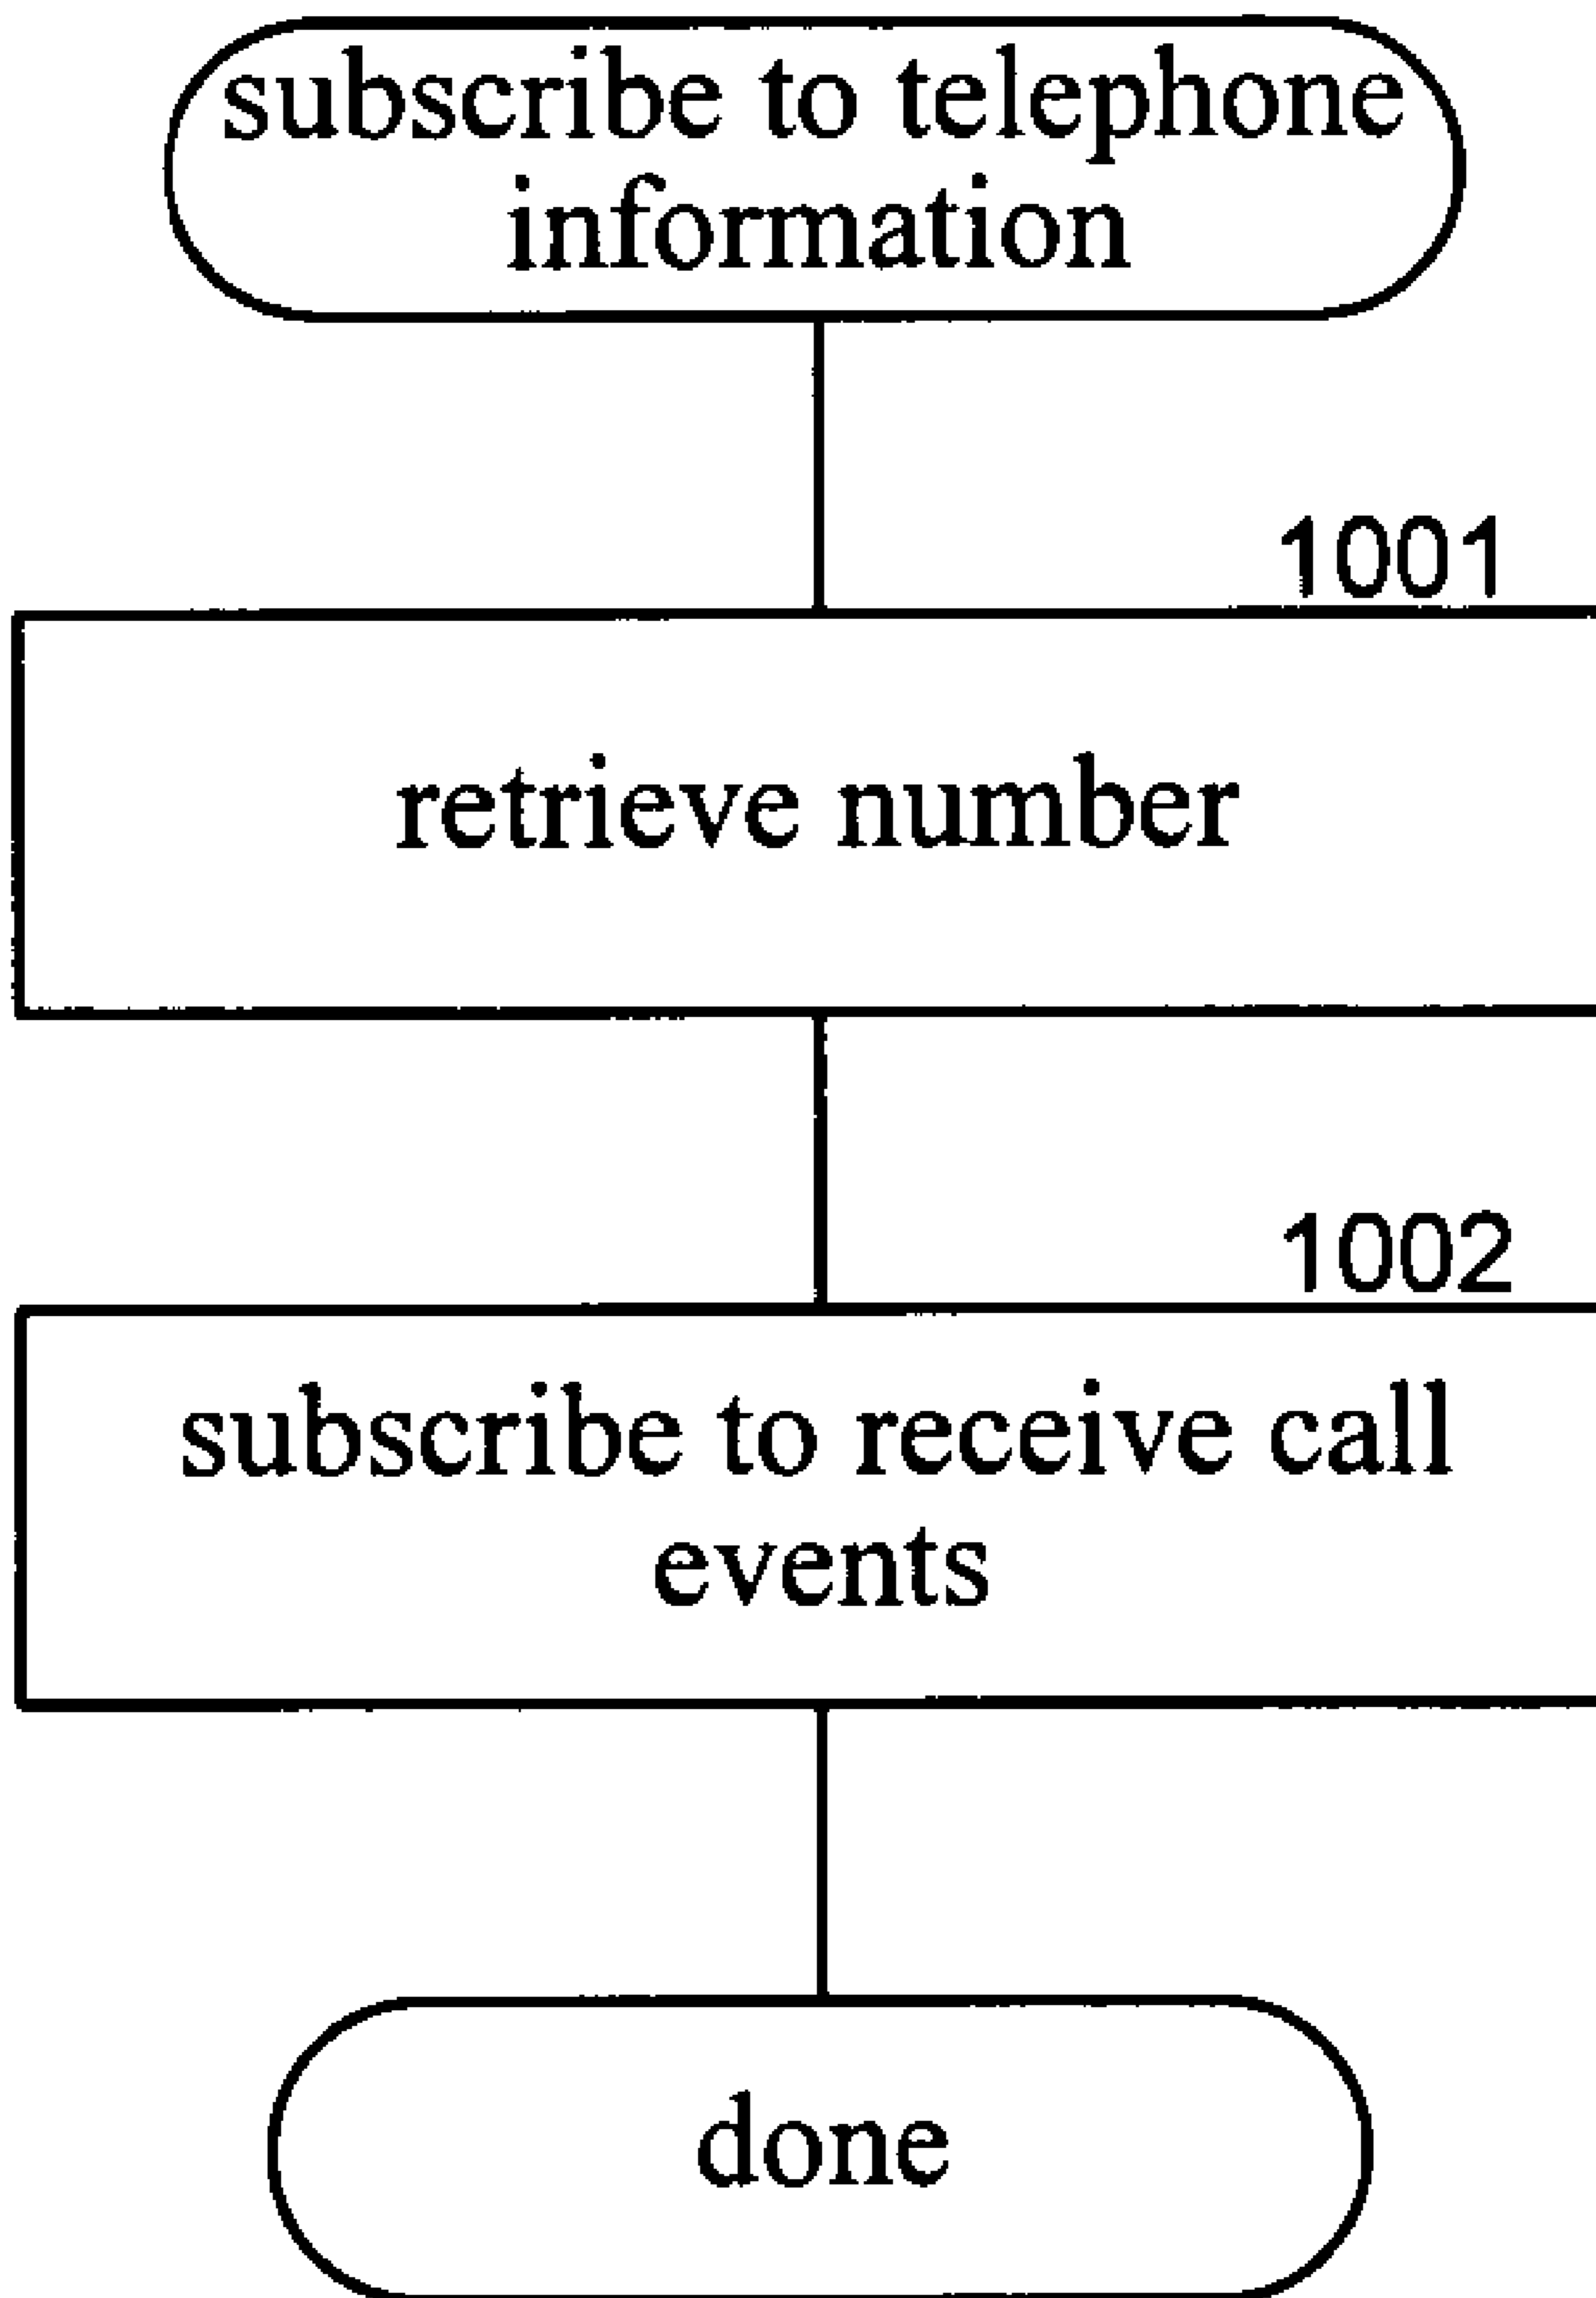 subscribe to telephone
information
1001
retrieve number
1002
subscribe to receive call
events
done